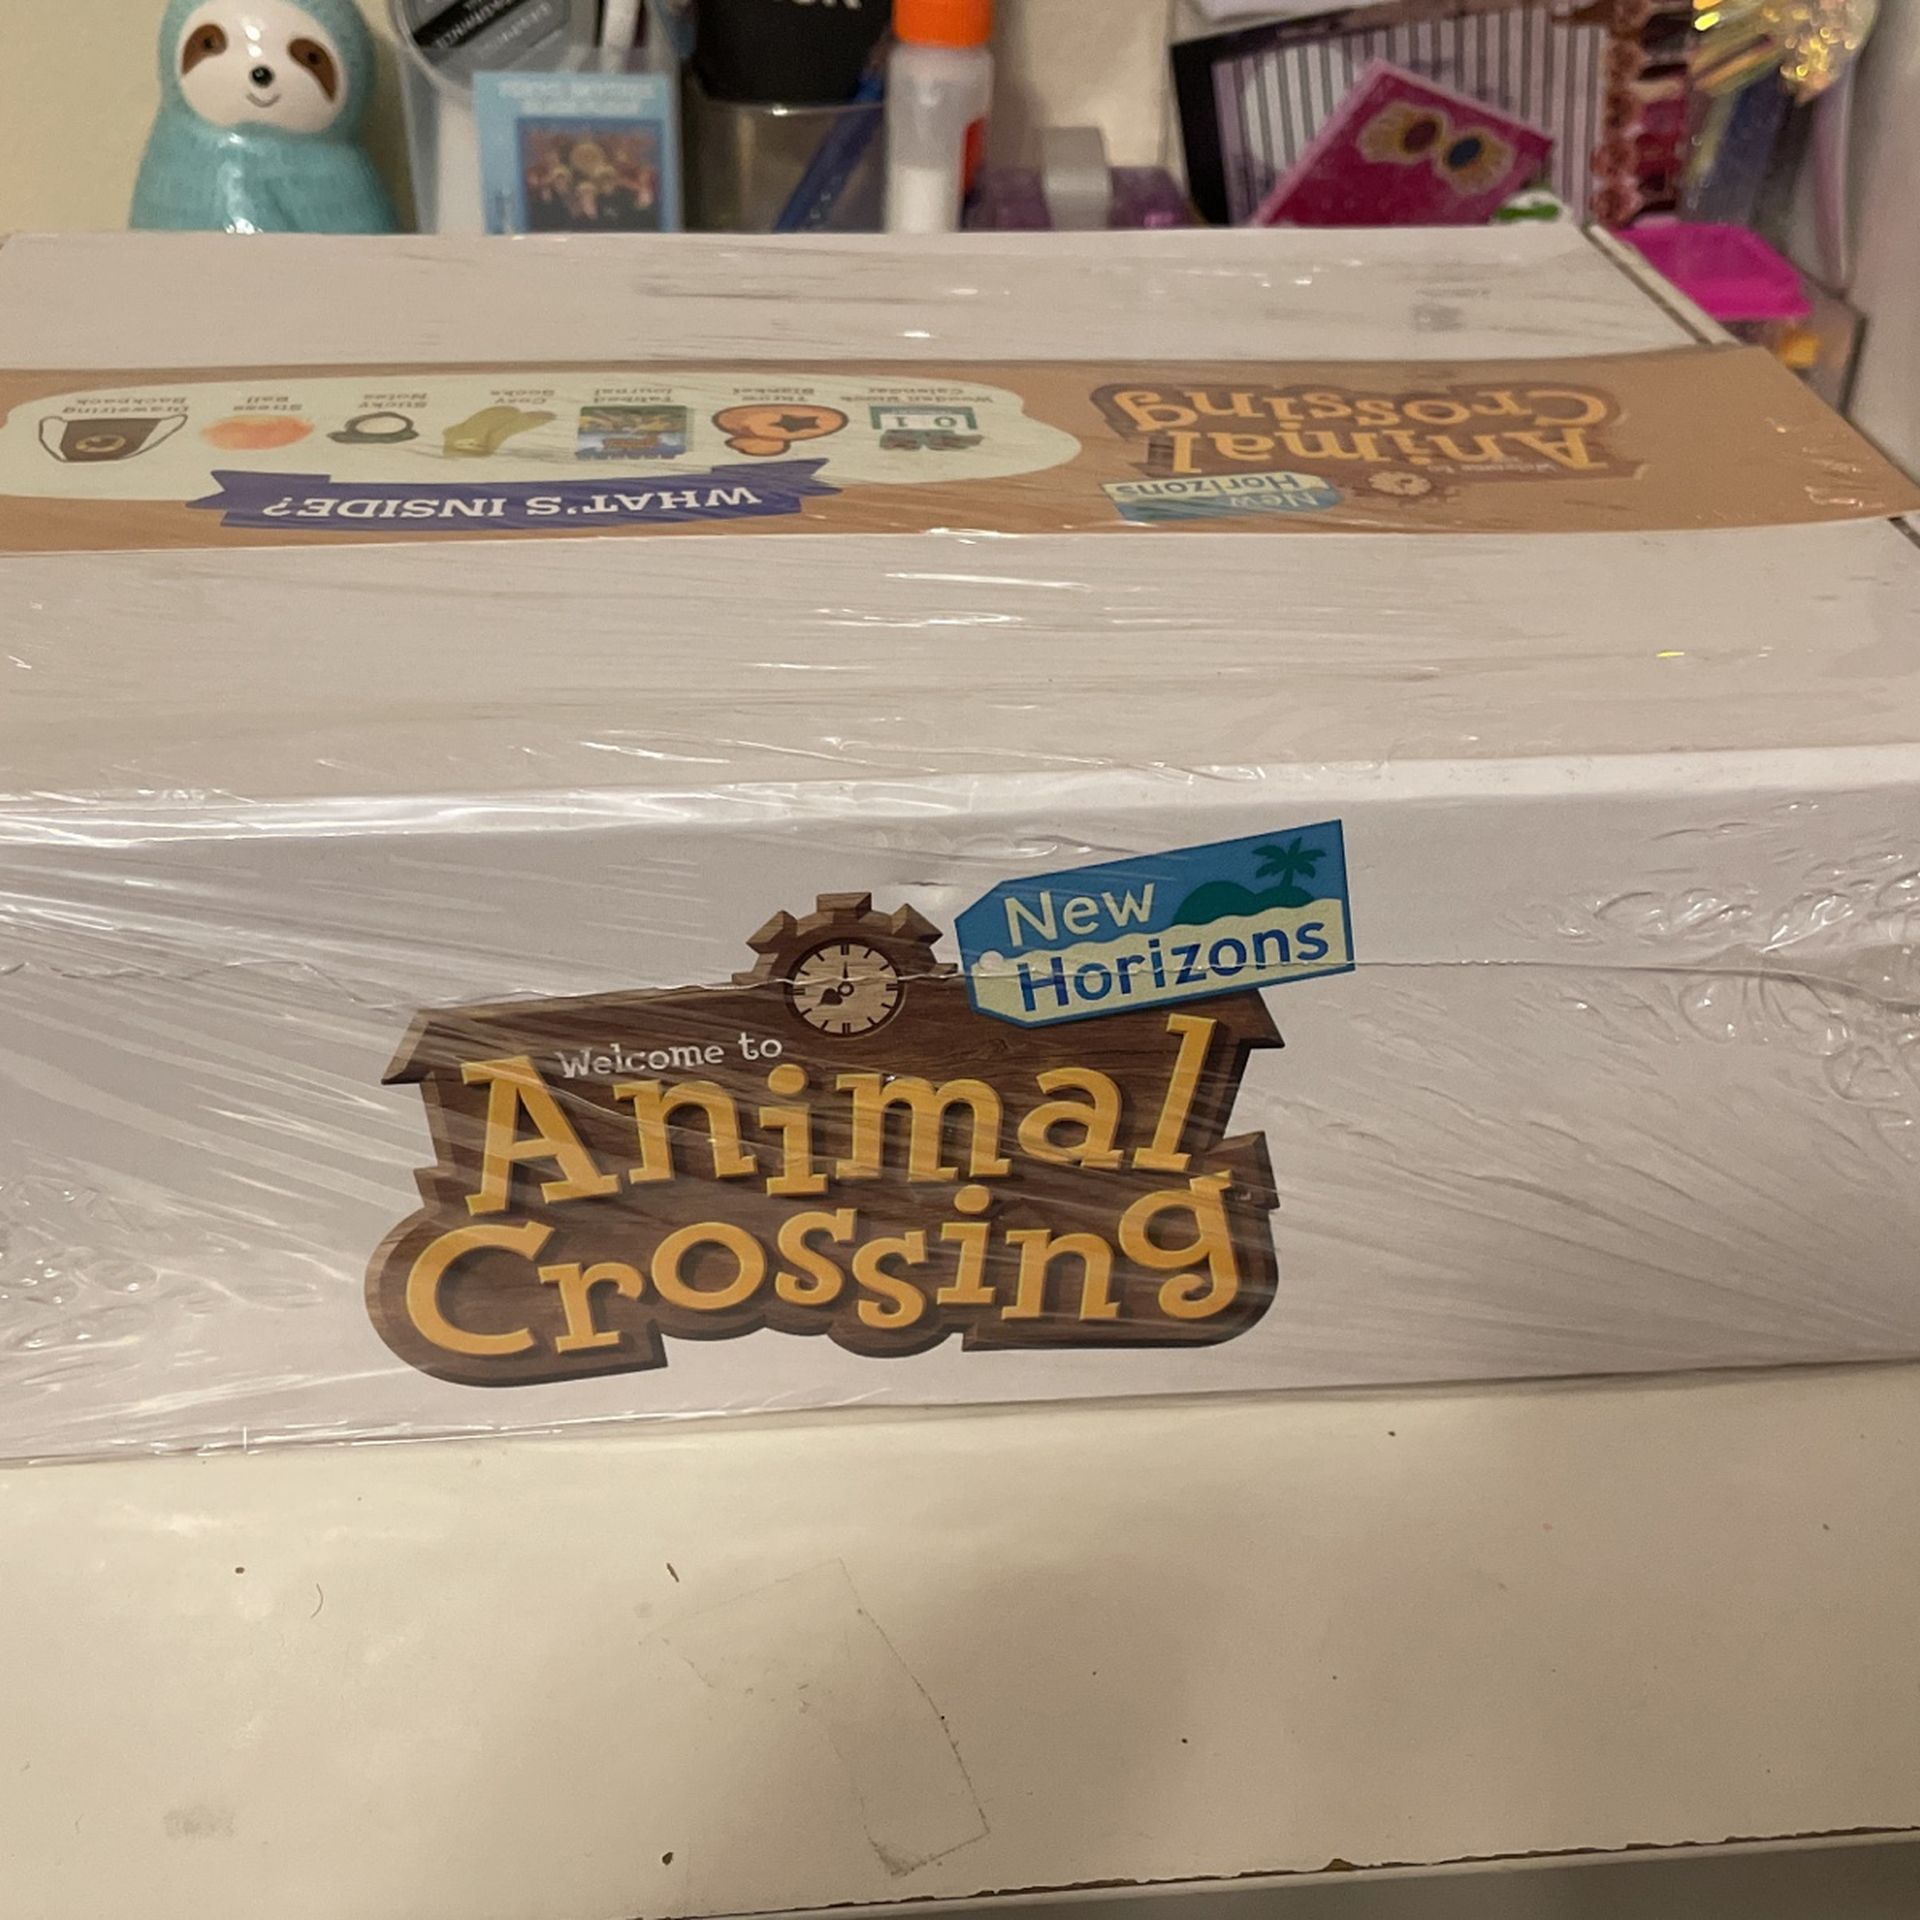 WHAT'S INSIDE?
Wooden Block
Calendar
Throw
Blanket
Tabbed
Journal
Cozy
Socks
Sticky
Notes
Stress
Ball
Drawstring
Backpack
01
New
Horizons
Welcome to
Animal
Crossing
New
Horizons
Welcome to
Animal
Crossing